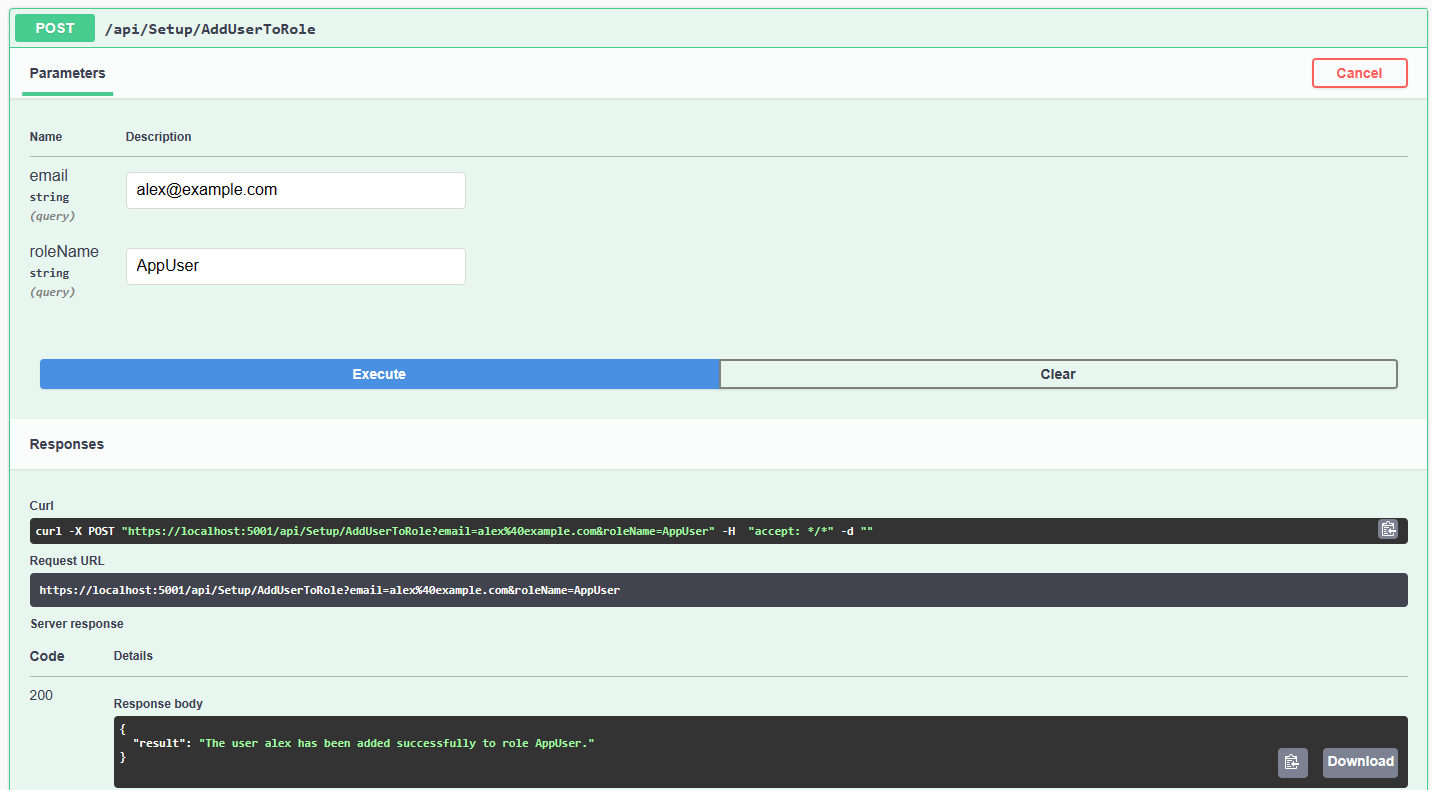 POST /api/Setup/AddUserToRole
Parameters Cancel
Name Description
email alex@example.com
string
(query)
roleName AppUser
string
(query)
Execute Clear
Responses
Curl
curl -X POST "https://localhost:5001/api/Setup/AddUserToRole?email=alex%40example.com&roleName=AppUser" -H  "accept: */*" -d ""
Request URL
https://localhost:5001/api/Setup/AddUserToRole?email=alex%40example.com&roleName=AppUser
Server response
Code Details
200
Response body
{
"result": "The user alex has been added successfully to role AppUser."
}
Download